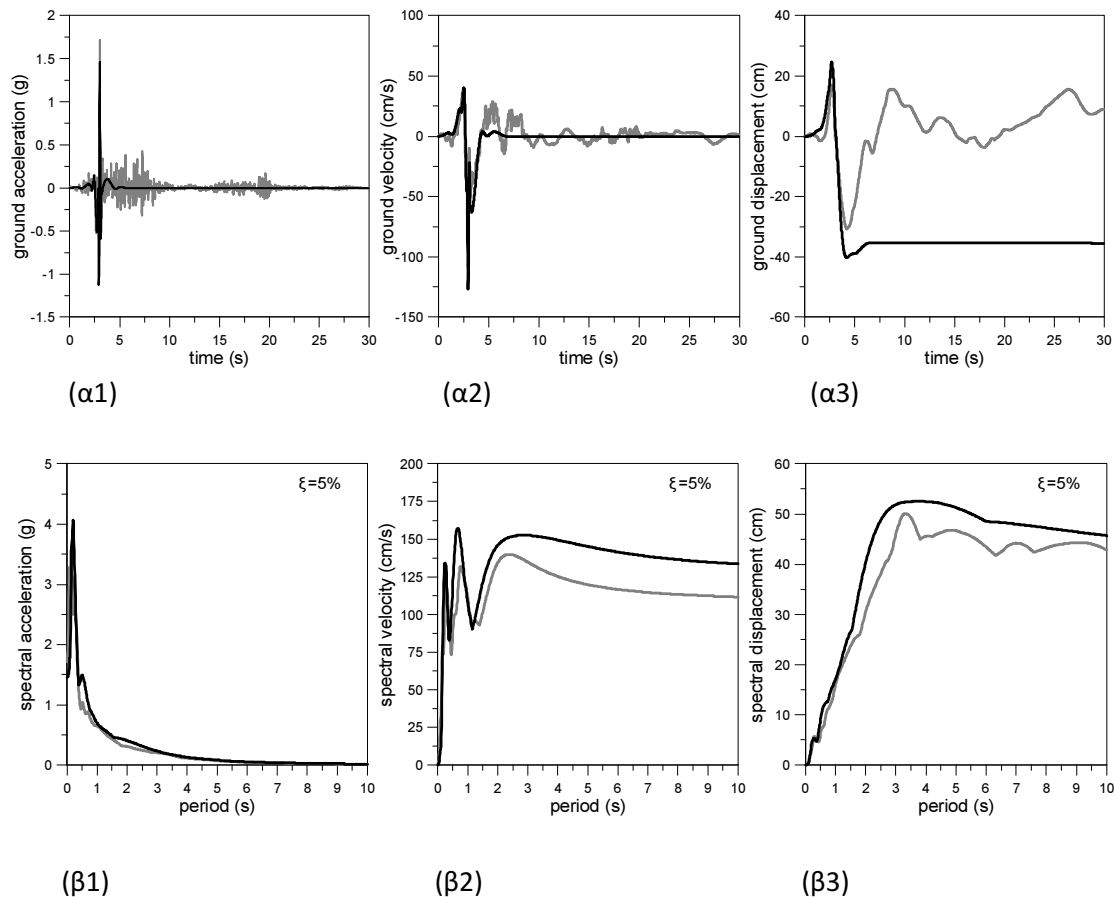 ground acceleration (g)
2
1.5
1
0.5
0
-0.5
-1
-1.5
0 5 10 15 20 25 30
time (s)
(α1)
ground velocity (cm/s)
100
50
0
-50
-100
-150
0 5 10 15 20 25 30
time (s)
(α2)
ground displacement (cm)
40
20
0
-20
-40
-60
0 5 10 15 20 25 30
time (s)
(α3)
spectral acceleration (g)
5
4
3
2
1
0
ξ=5%
0 1 2 3 4 5 6 7 8 9 10
period (s)
(β1)
spectral velocity (cm/s)
200
175
150
125
100
75
50
25
0
ξ=5%
0 1 2 3 4 5 6 7 8 9 10
period (s)
(β2)
spectral displacement (cm)
60
50
40
30
20
10
0
ξ=5%
0 1 2 3 4 5 6 7 8 9 10
period (s)
(β3)